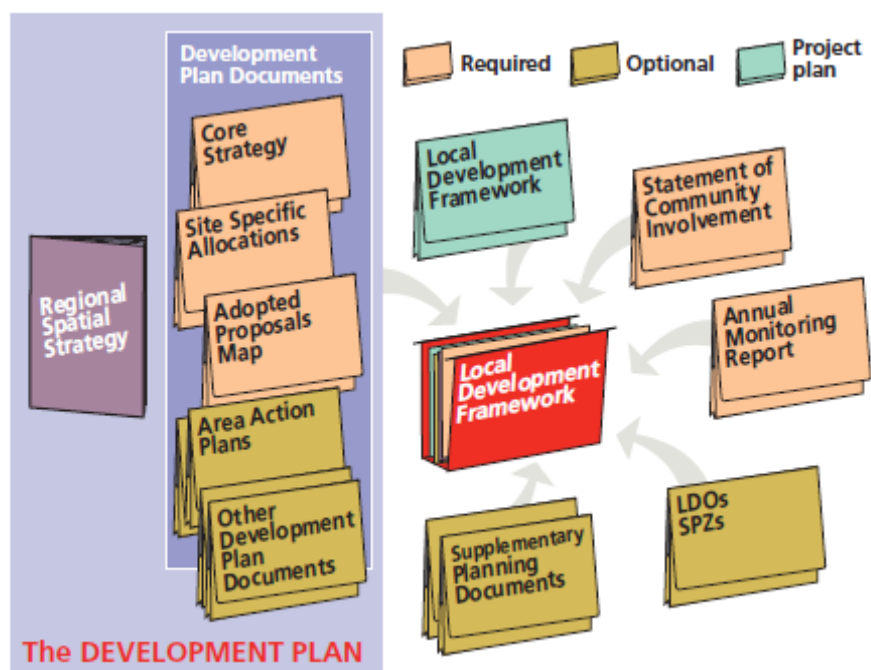 Development
Plan Documents
Required
Optional
Project
plan
Core
Strategy
Site Specific
Allocations
Adopted
Proposals
Map
Area Action
Plans
Other
Development
Plan
Documents
Regional
Spatial
Strategy
The DEVELOPMENT PLAN
Local
Development
Framework
Statement of
Community
Involvement
Annual
Monitoring
Report
Local
Development
Framework
Supplementary
Planning
Documents
LDOs
SPZs